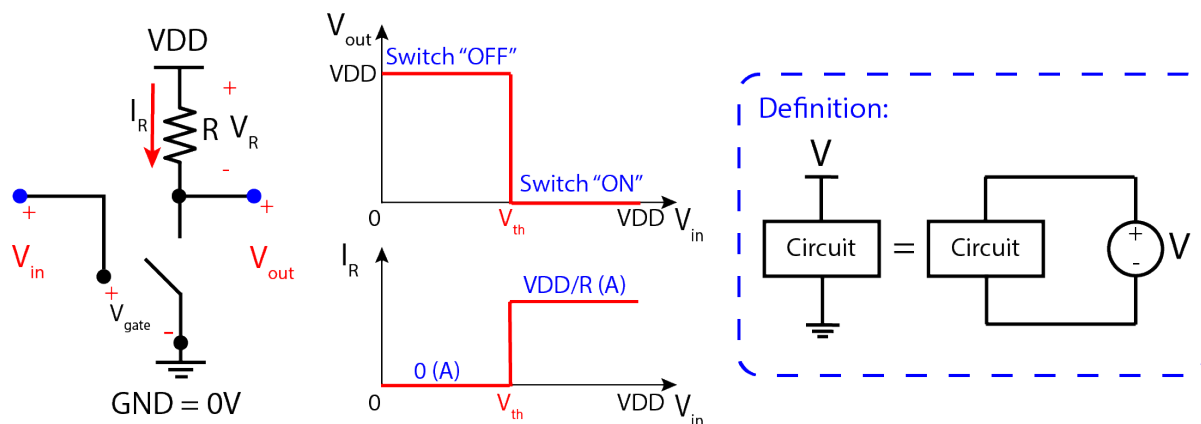 VDD
I_R
R
+
V_R
-
+
V_in
+
V_gate
-
+
V_out
GND = 0V
V_out
Switch “OFF”
VDD
Switch “ON”
0
V_th
VDD
V_in
I_R
VDD/R (A)
0 (A)
0
V_th
VDD
V_in
Definition:
V
Circuit
=
Circuit
+
-
V